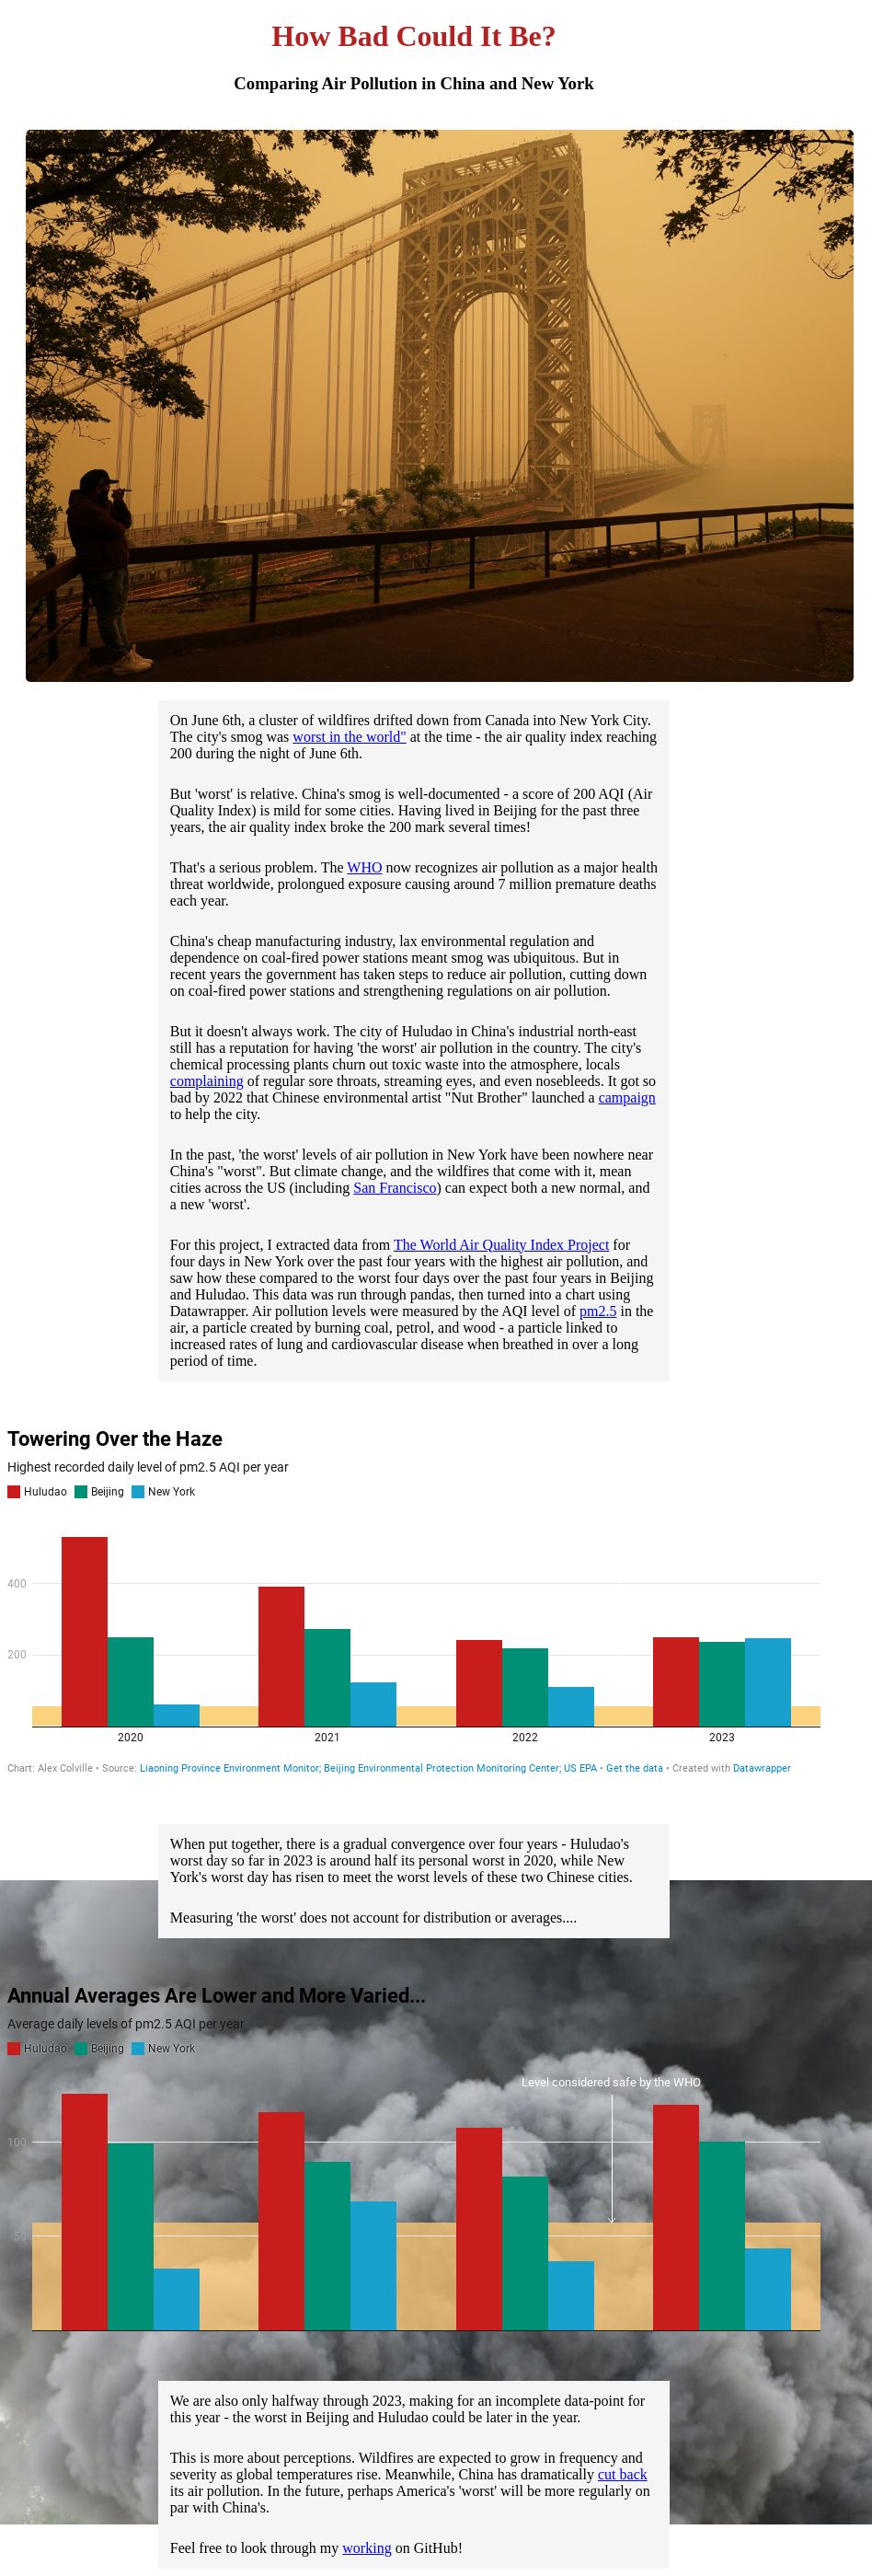 How Bad Could It Be?
Comparing Air Pollution in China and New York
On June 6th, a cluster of wildfires drifted down from Canada into New York City.
The city's smog was worst in the world" at the time - the air quality index reaching
200 during the night of June 6th.
But 'worst' is relative. China's smog is well-documented - a score of 200 AQI (Air
Quality Index) is mild for some cities. Having lived in Beijing for the past three
years, the air quality index broke the 200 mark several times!
That's a serious problem. The WHO now recognizes air pollution as a major health
threat worldwide, prolongued exposure causing around 7 million premature deaths
each year.
China's cheap manufacturing industry, lax environmental regulation and
dependence on coal-fired power stations meant smog was ubiquitous. But in
recent years the government has taken steps to reduce air pollution, cutting down
on coal-fired power stations and strengthening regulations on air pollution.
But it doesn't always work. The city of Huludao in China's industrial north-east
still has a reputation for having 'the worst' air pollution in the country. The city's
chemical processing plants churn out toxic waste into the atmosphere, locals
complaining of regular sore throats, streaming eyes, and even nosebleeds. It got so
bad by 2022 that Chinese environmental artist "Nut Brother" launched a campaign
to help the city.
In the past, 'the worst' levels of air pollution in New York have been nowhere near
China's "worst". But climate change, and the wildfires that come with it, mean
cities across the US (including San Francisco) can expect both a new normal, and
a new 'worst'.
For this project, I extracted data from The World Air Quality Index Project for
four days in New York over the past four years with the highest air pollution, and
saw how these compared to the worst four days over the past four years in Beijing
and Huludao. This data was run through pandas, then turned into a chart using
Datawrapper. Air pollution levels were measured by the AQI level of pm2.5 in the
air, a particle created by burning coal, petrol, and wood - a particle linked to
increased rates of lung and cardiovascular disease when breathed in over a long
period of time.
Towering Over the Haze
Highest recorded daily level of pm2.5 AQI per year
Huludao Beijing New York
400
200
2020 2021 2022 2023
Chart: Alex Colville • Source: Liaoning Province Environment Monitor; Beijing Environmental Protection Monitoring Center; US EPA • Get the data • Created with Datawrapper
When put together, there is a gradual convergence over four years - Huludao's
worst day so far in 2023 is around half its personal worst in 2020, while New
York's worst day has risen to meet the worst levels of these two Chinese cities.
Measuring 'the worst' does not account for distribution or averages....
Annual Averages Are Lower and More Varied...
Average daily levels of pm2.5 AQI per year
Huludao Beijing New York
Level considered safe by the WHO
100
50
We are also only halfway through 2023, making for an incomplete data-point for
this year - the worst in Beijing and Huludao could be later in the year.
This is more about perceptions. Wildfires are expected to grow in frequency and
severity as global temperatures rise. Meanwhile, China has dramatically cut back
its air pollution. In the future, perhaps America's 'worst' will be more regularly on
par with China's.
Feel free to look through my working on GitHub!